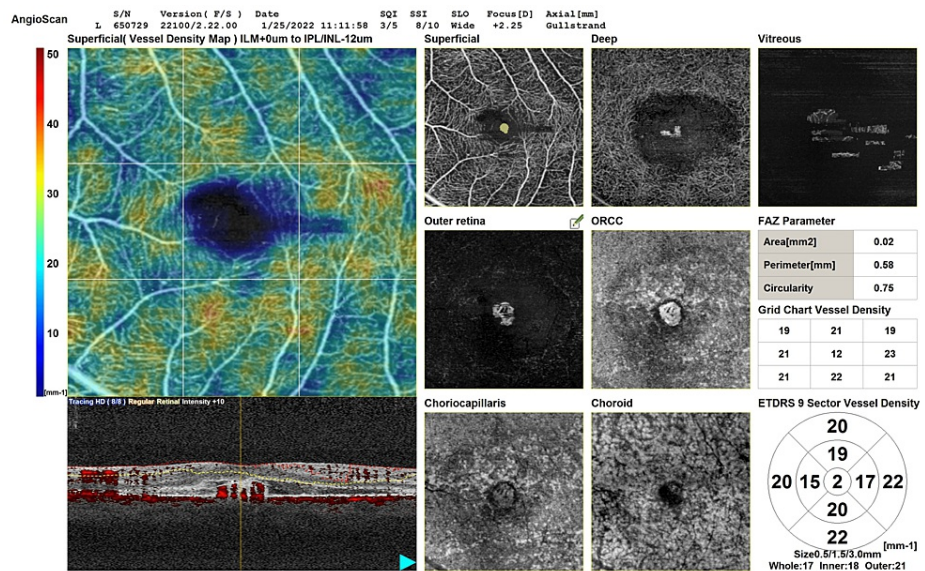 AngioScan
S/N Version( F/S ) Date SQI SSI SLO Focus[D] Axial[mm]
L 650729 22100/2.22.00 1/25/2022 11:11:58 3/5 8/10 Wide +2.25 Gullstrand
Superficial( Vessel Density Map ) ILM+0um to IPL/INL-12um
50
40
30
20
10
[mm-1]
Tracing HD ( 8/8 ) Regular Retinal Intensity +10
Superficial
Deep
Vitreous
Outer retina
ORCC
FAZ Parameter
Area[mm2] 0.02
Perimeter[mm] 0.58
Circularity 0.75
Grid Chart Vessel Density
19 21 19
21 12 23
21 22 21
Choriocapillaris
Choroid
ETDRS 9 Sector Vessel Density
20
19
20 15 2 17 22
20
22
[mm-1]
Size0.5/1.5/3.0mm
Whole:17 Inner:18 Outer:21